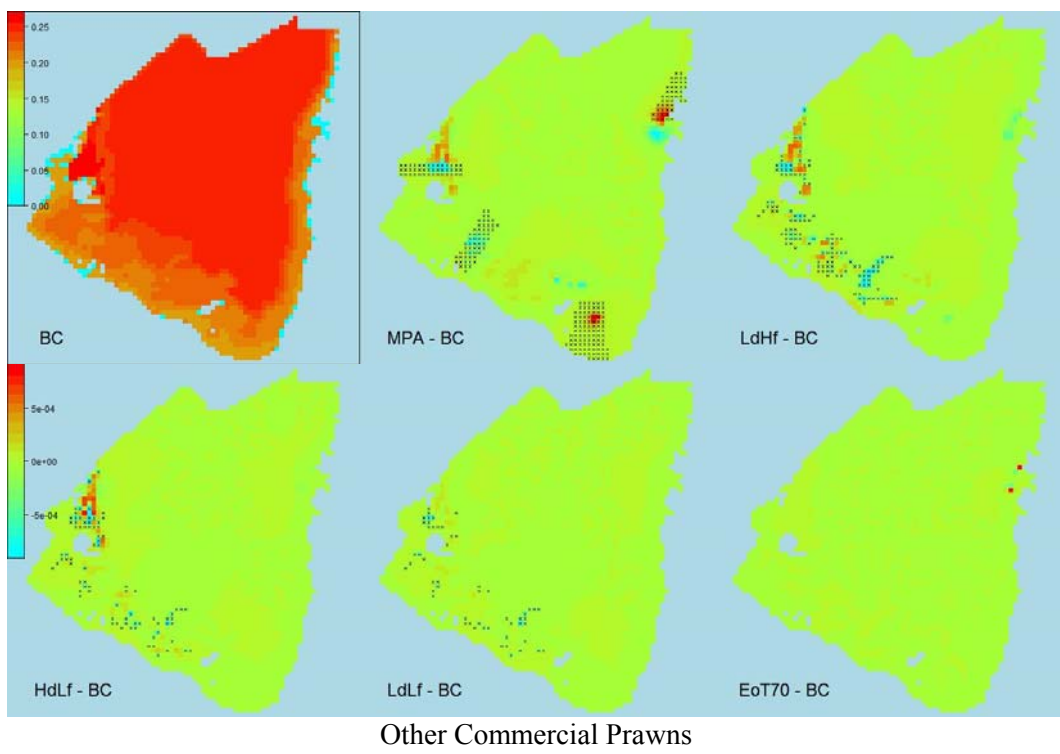 0.25
0.20
0.15
0.10
0.05
0.00
BC
MPA - BC
LdHf - BC
5e-04
0e+00
-5e-04
HdLf - BC
LdLf - BC
EoT70 - BC
Other Commercial Prawns